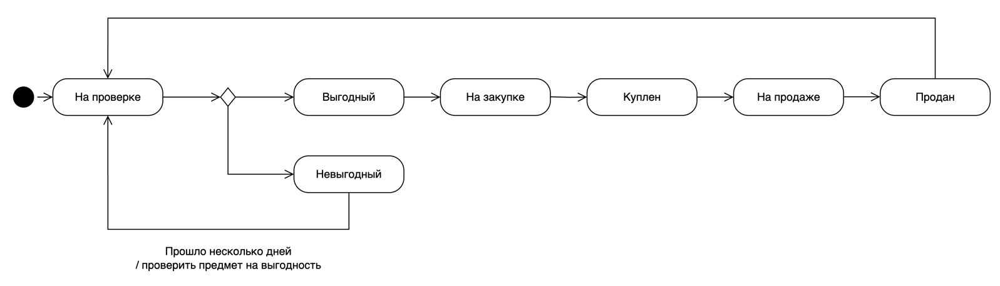 На проверке
Выгодный
На закупке
Куплен
На продаже
Продан
Невыгодный
Прошло несколько дней
/ проверить предмет на выгодность